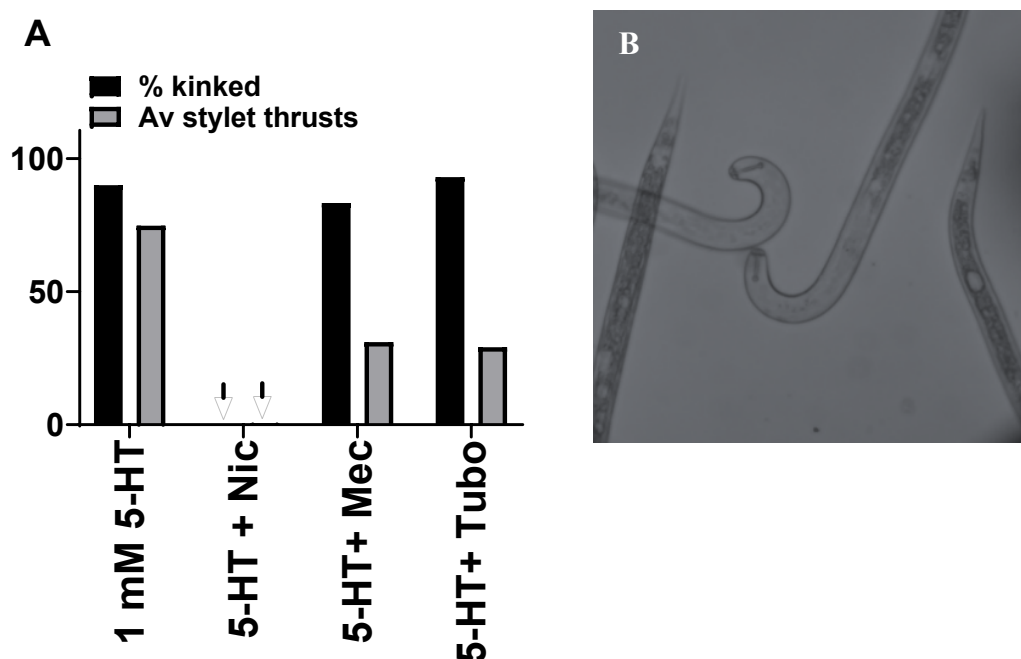 A
B
% kinked
Av stylet thrusts
100
50
0
1 mM 5-HT
5-HT + Nic
5-HT+ Mec
5-HT+ Tubo